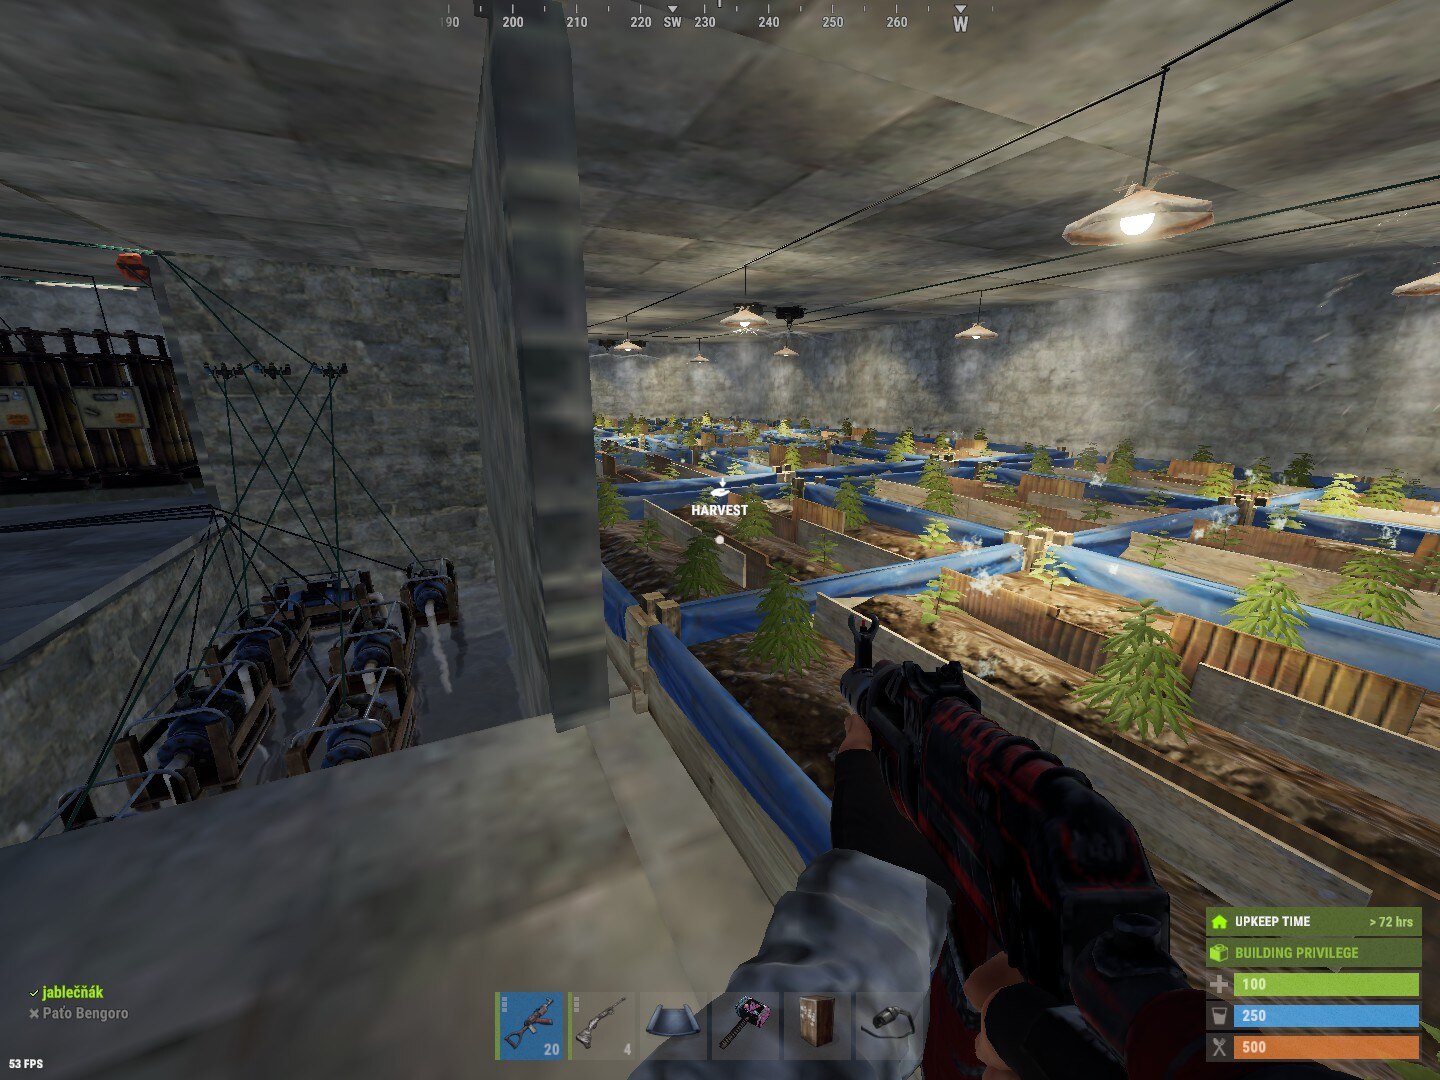 190 200 210 220 SW 230 240 250 260 W
HARVEST
UPKEEP TIME > 72 hrs
BUILDING PRIVILEGE
100
250
500
jablečňák
Paťo Bengoro
20
4
53 FPS